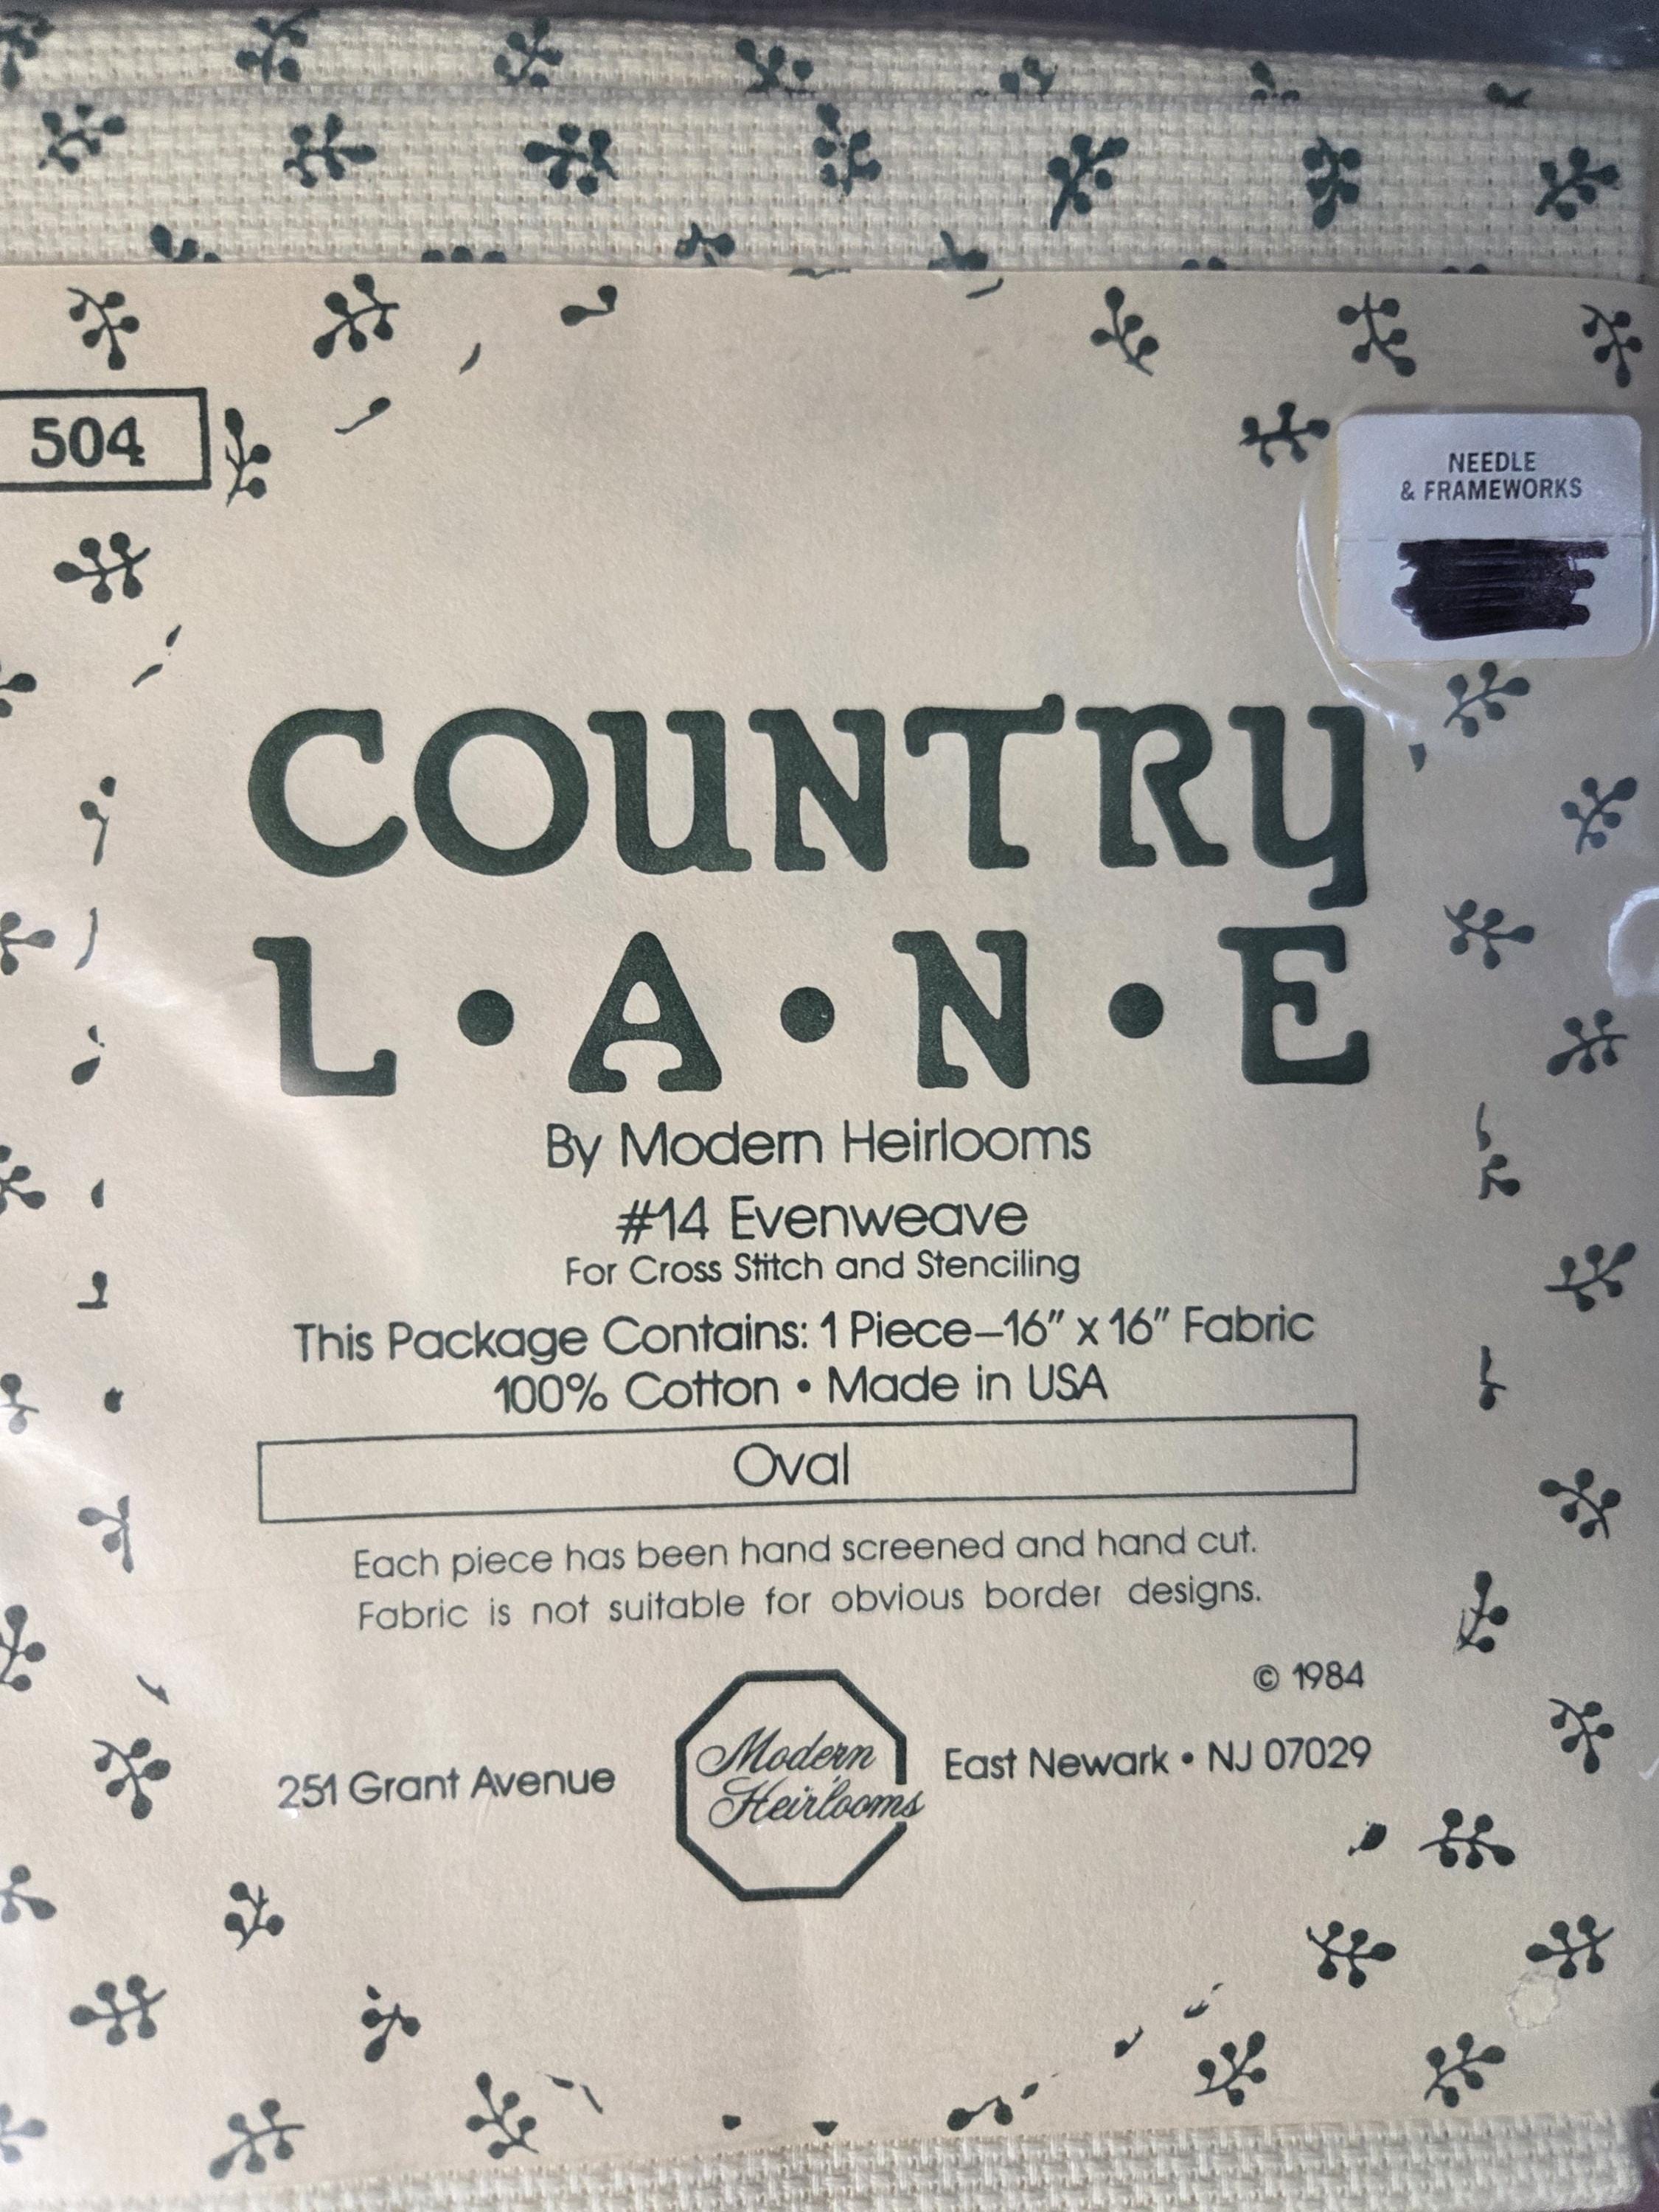 504
NEEDLE
& FRAMEWORKS
COUNTRY
L•A•N•E
By Modern Heirlooms
#14 Evenweave
For Cross Stitch and Stenciling
This Package Contains: 1 Piece–16” x 16” Fabric
100% Cotton • Made in USA
Oval
Each piece has been hand screened and hand cut.
Fabric is not suitable for obvious border designs.
© 1984
251 Grant Avenue
Modern
Heirlooms
East Newark • NJ 07029